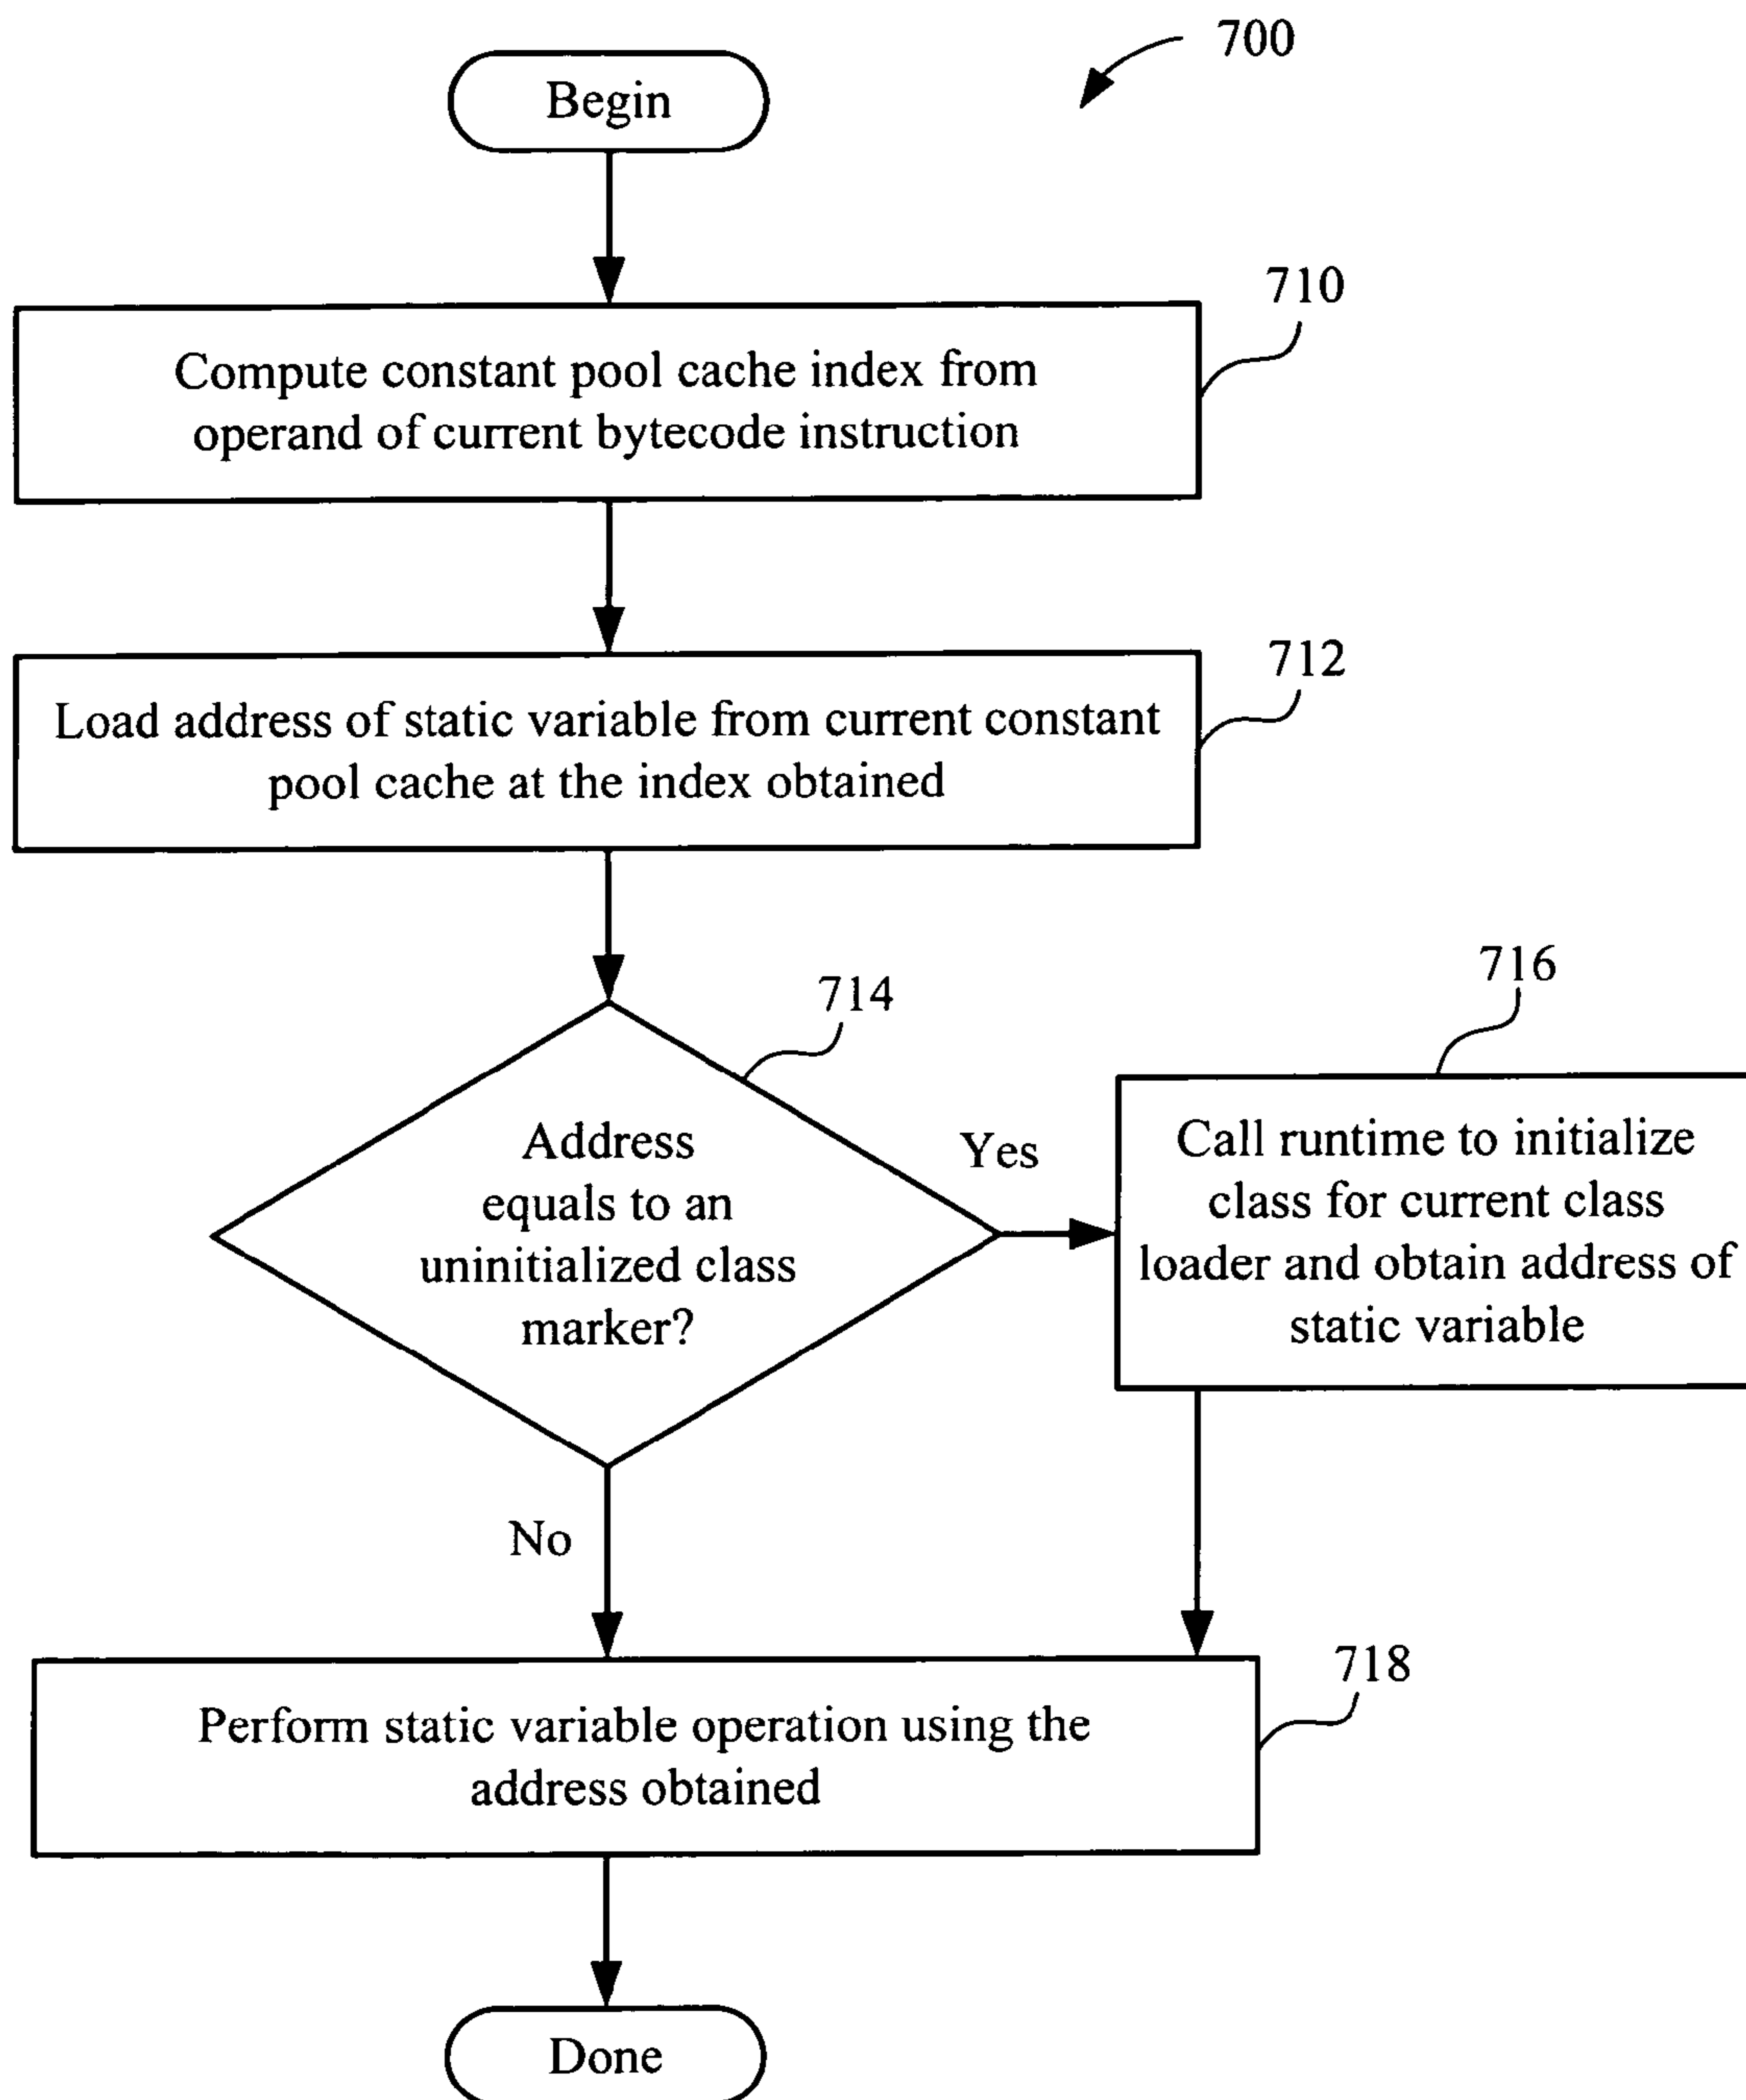 700
Begin
710
Compute constant pool cache index from
operand of current bytecode instruction
712
Load address of static variable from current constant
pool cache at the index obtained
714
Address
equals to an
uninitialized class
marker?
Yes
716
Call runtime to initialize
class for current class
loader and obtain address of
static variable
No
718
Perform static variable operation using the
address obtained
Done